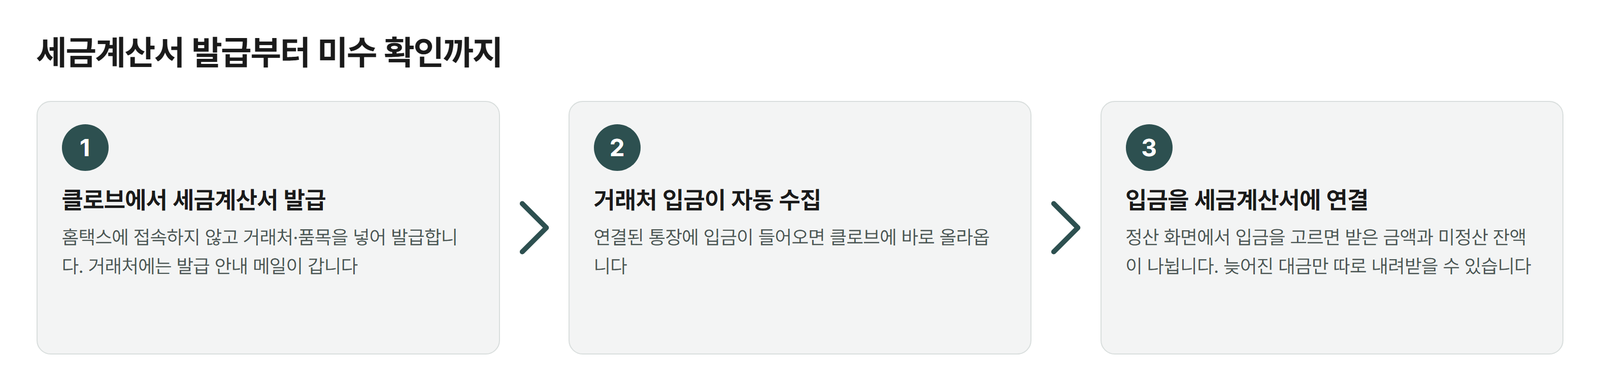 세금계산서 발급부터 미수 확인까지
1
클로브에서 세금계산서 발급
홈택스에 접속하지 않고 거래처·품목을 넣어 발급합니
다. 거래처에는 발급 안내 메일이 갑니다
2
거래처 입금이 자동 수집
연결된 통장에 입금이 들어오면 클로브에 바로 올라옵
니다
3
입금을 세금계산서에 연결
정산 화면에서 입금을 고르면 받은 금액과 미정산 잔액
이 나뉩니다. 늦어진 대금만 따로 내려받을 수 있습니다